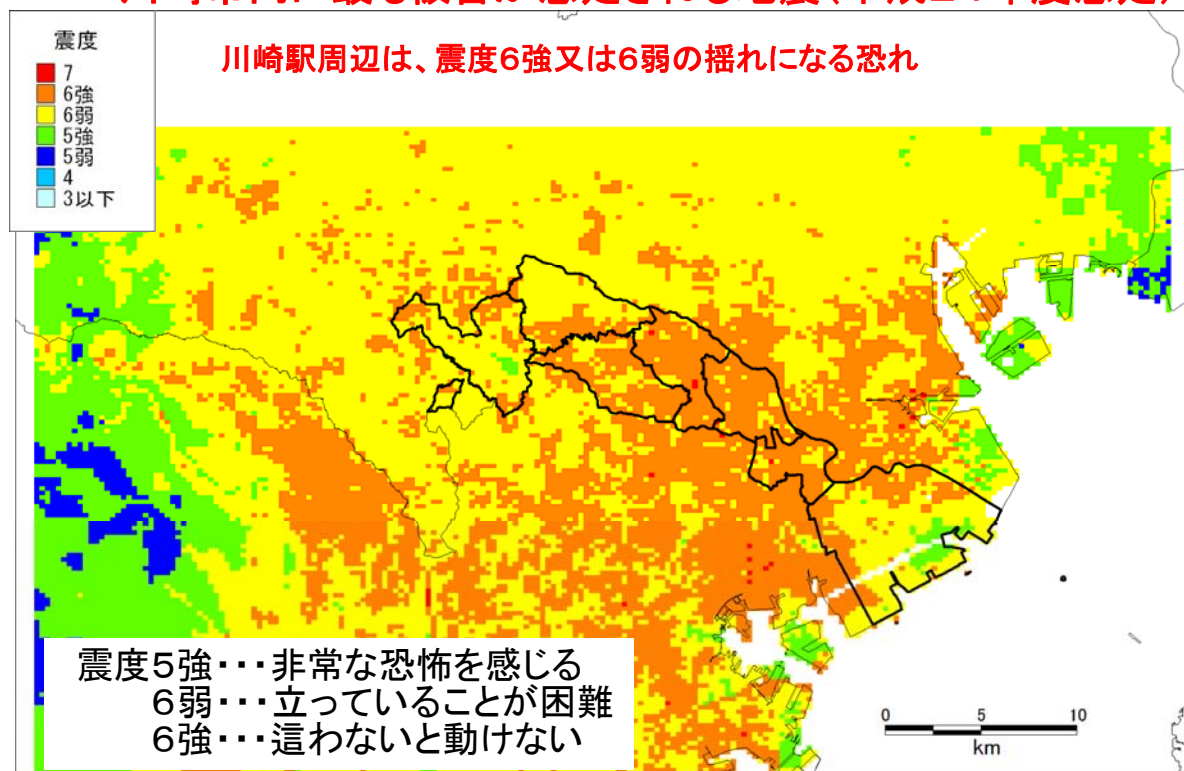 川崎駅周辺は、震度6強又は6弱の揺れになる恐れ
震度
7
6強
6弱
5強
5弱
4
3以下
震度5強・・・非常な恐怖を感じる
6弱・・・立っていることが困難
6強・・・這わないと動けない
0 5 10
km